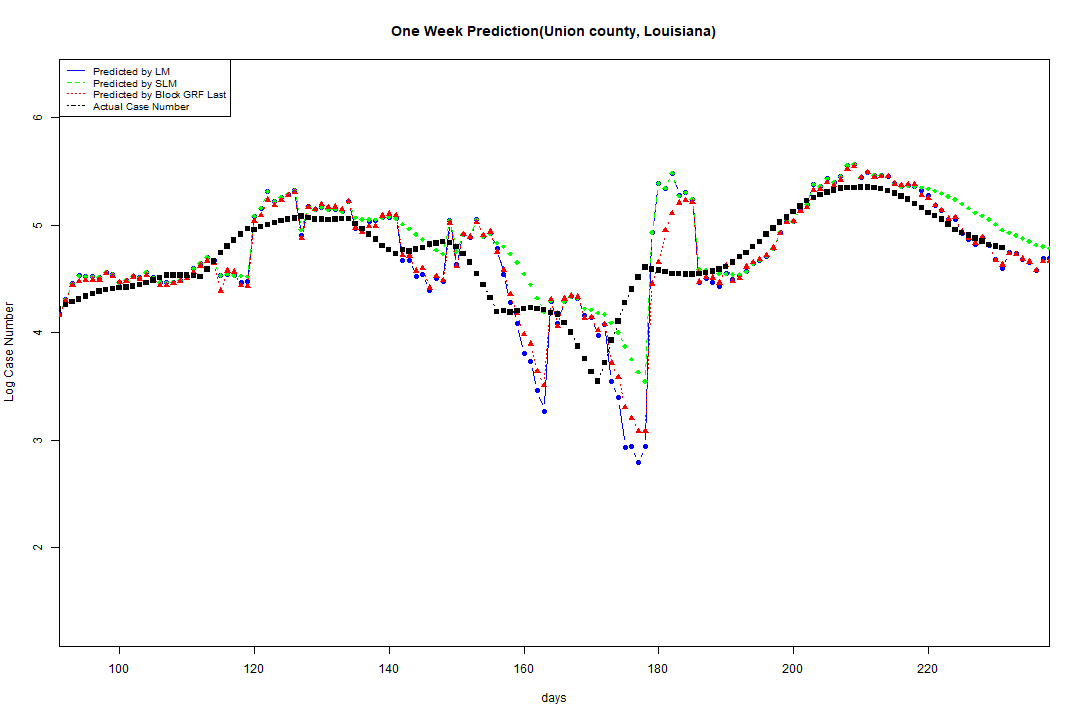 One Week Prediction(Union county, Louisiana)
Predicted by LM
Predicted by SLM
Predicted by Block GRF Last
Actual Case Number
6
5
4
3
2
Log Case Number
100 120 140 160 180 200 220
days